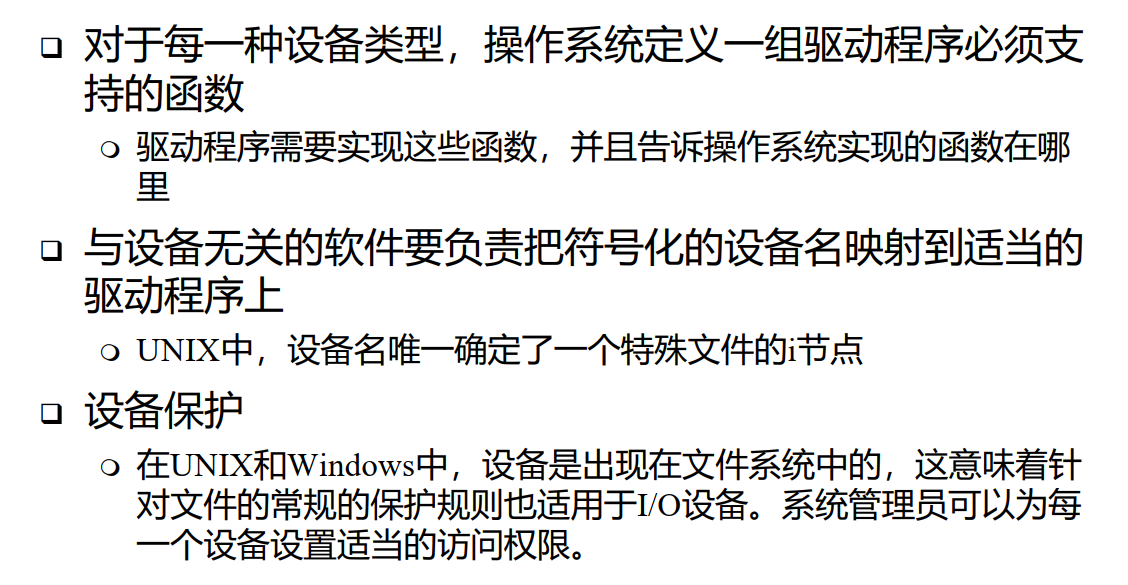 ❑ 对于每一种设备类型，操作系统定义一组驱动程序必须支
持的函数
❍ 驱动程序需要实现这些函数，并且告诉操作系统实现的函数在哪
里
❑ 与设备无关的软件要负责把符号化的设备名映射到适当的
驱动程序上
❍ UNIX中，设备名唯一确定了一个特殊文件的i节点
❑ 设备保护
❍ 在UNIX和Windows中，设备是出现在文件系统中的，这意味着针
对文件的常规的保护规则也适用于I/O设备。系统管理员可以为每
一个设备设置适当的访问权限。